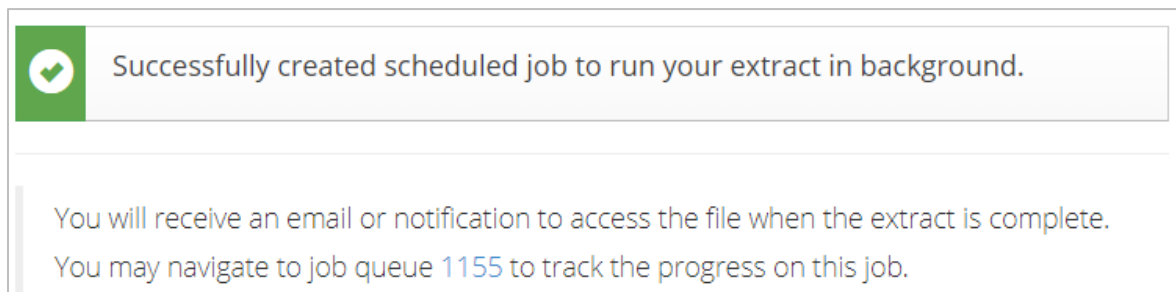 Successfully created scheduled job to run your extract in background.
You will receive an email or notification to access the file when the extract is complete.
You may navigate to job queue 1155 to track the progress on this job.